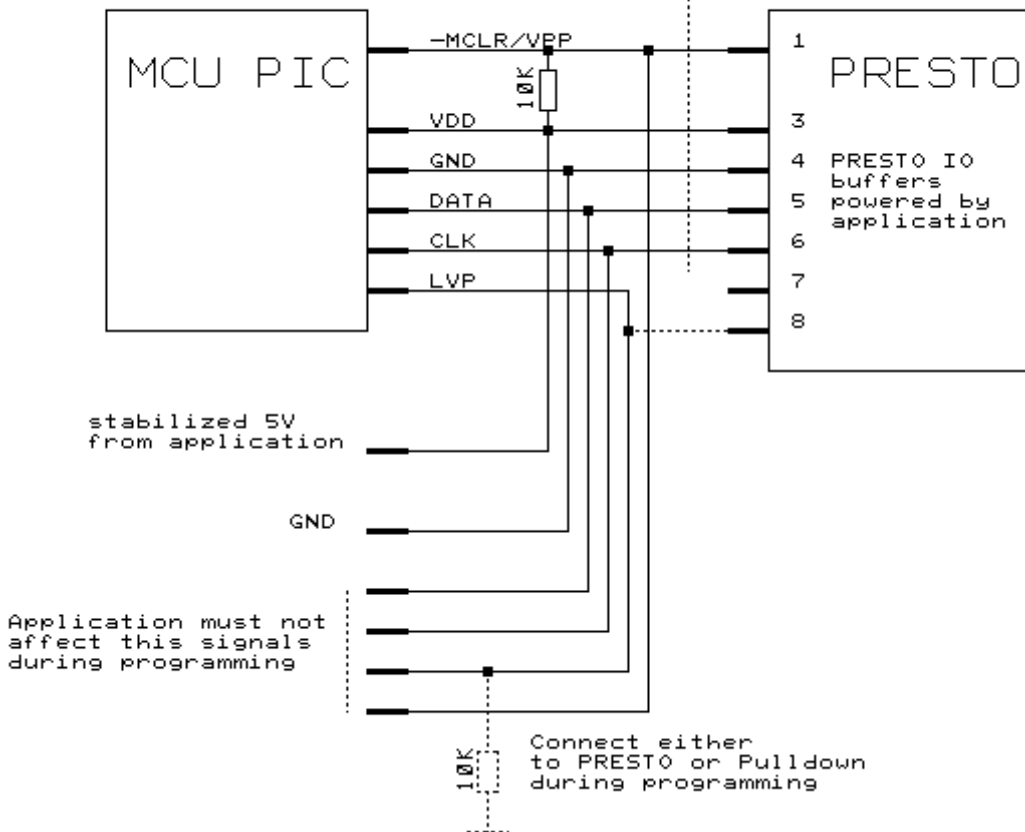 MCU PIC
-MCLR/VPP
10K
VDD
GND
DATA
CLK
LVP
PRESTO
1
3
4
5
6
7
8
PRESTO IO
buffers
powered by
application
stabilized 5V
from application
GND
Application must not
affect this signals
during programming
10K
Connect either
to PRESTO or Pulldown
during programming